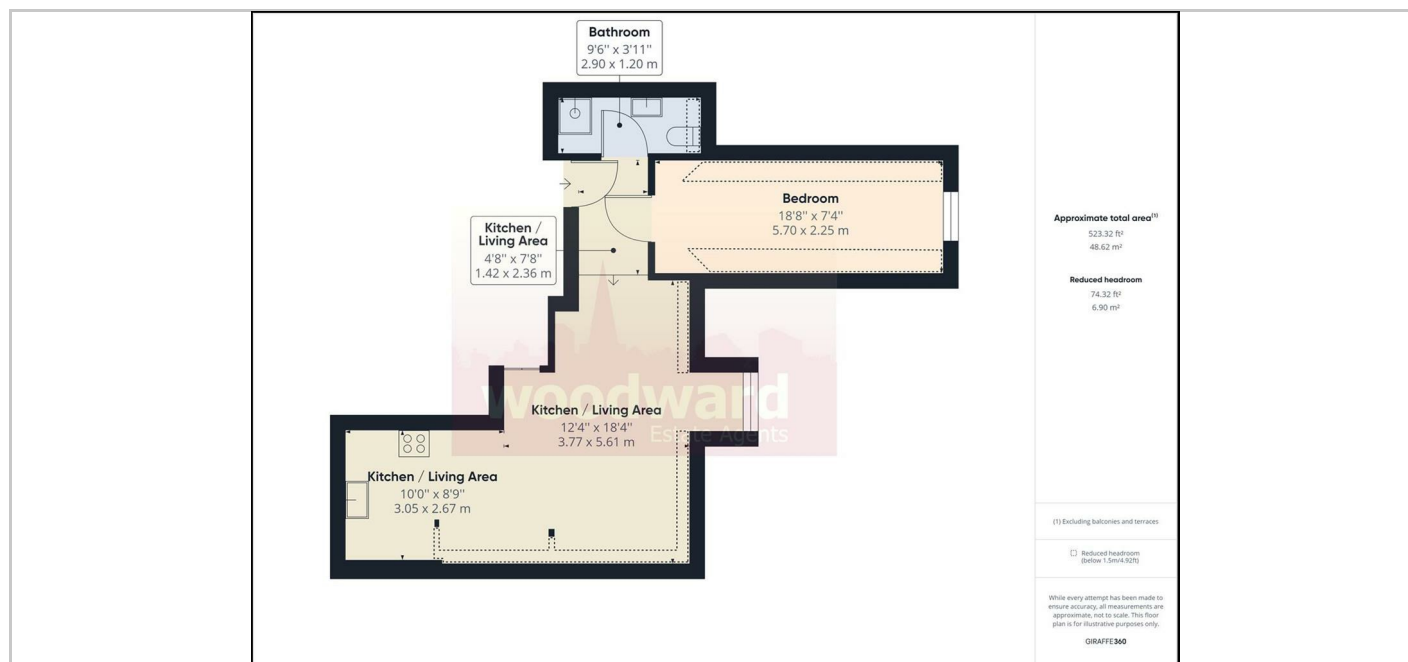 Bathroom
9'6" x 3'11"
2.90 x 1.20 m
Bedroom
18'8" x 7'4"
5.70 x 2.25 m
Kitchen /
Living Area
4'8" x 7'8"
1.42 x 2.36 m
woodward
Estate Agents
Kitchen / Living Area
12'4" x 18'4"
3.77 x 5.61 m
Kitchen / Living Area
10'0" x 8'9"
3.05 x 2.67 m
Approximate total area(1)
523.32 ft²
48.62 m²
Reduced headroom
74.32 ft²
6.90 m²
(1) Excluding balconies and terraces
Reduced headroom
(below 1.5m/4.92ft)
While every attempt has been made to
ensure accuracy, all measurements are
approximate, not to scale. This floor
plan is for illustrative purposes only.
GIRAFFE360